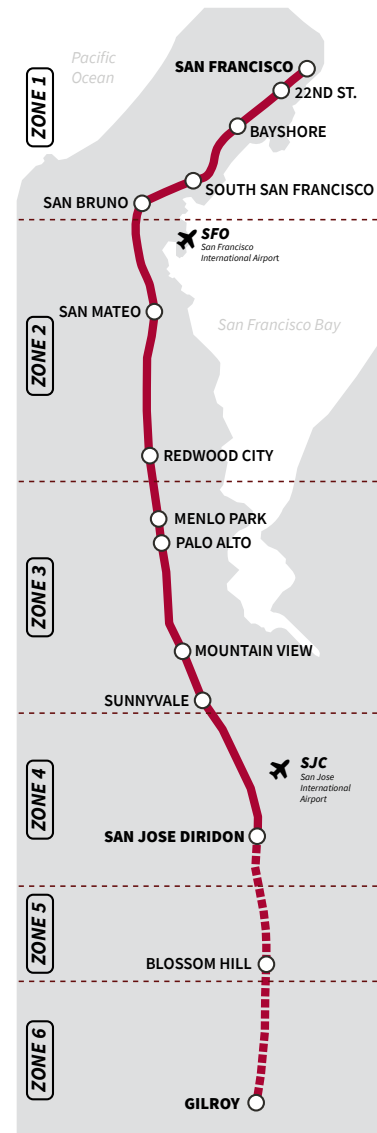 Pacific
Ocean
SAN FRANCISCO
22ND ST.
ZONE 1
BAYSHORE
SOUTH SAN FRANCISCO
SAN BRUNO
SFO
San Francisco
International Airport
SAN MATEO
San Francisco Bay
ZONE 2
REDWOOD CITY
MENLO PARK
PALO ALTO
ZONE 3
MOUNTAIN VIEW
SUNNYVALE
SJC
San Jose
International
Airport
ZONE 4
SAN JOSE DIRIDON
ZONE 5
BLOSSOM HILL
ZONE 6
GILROY